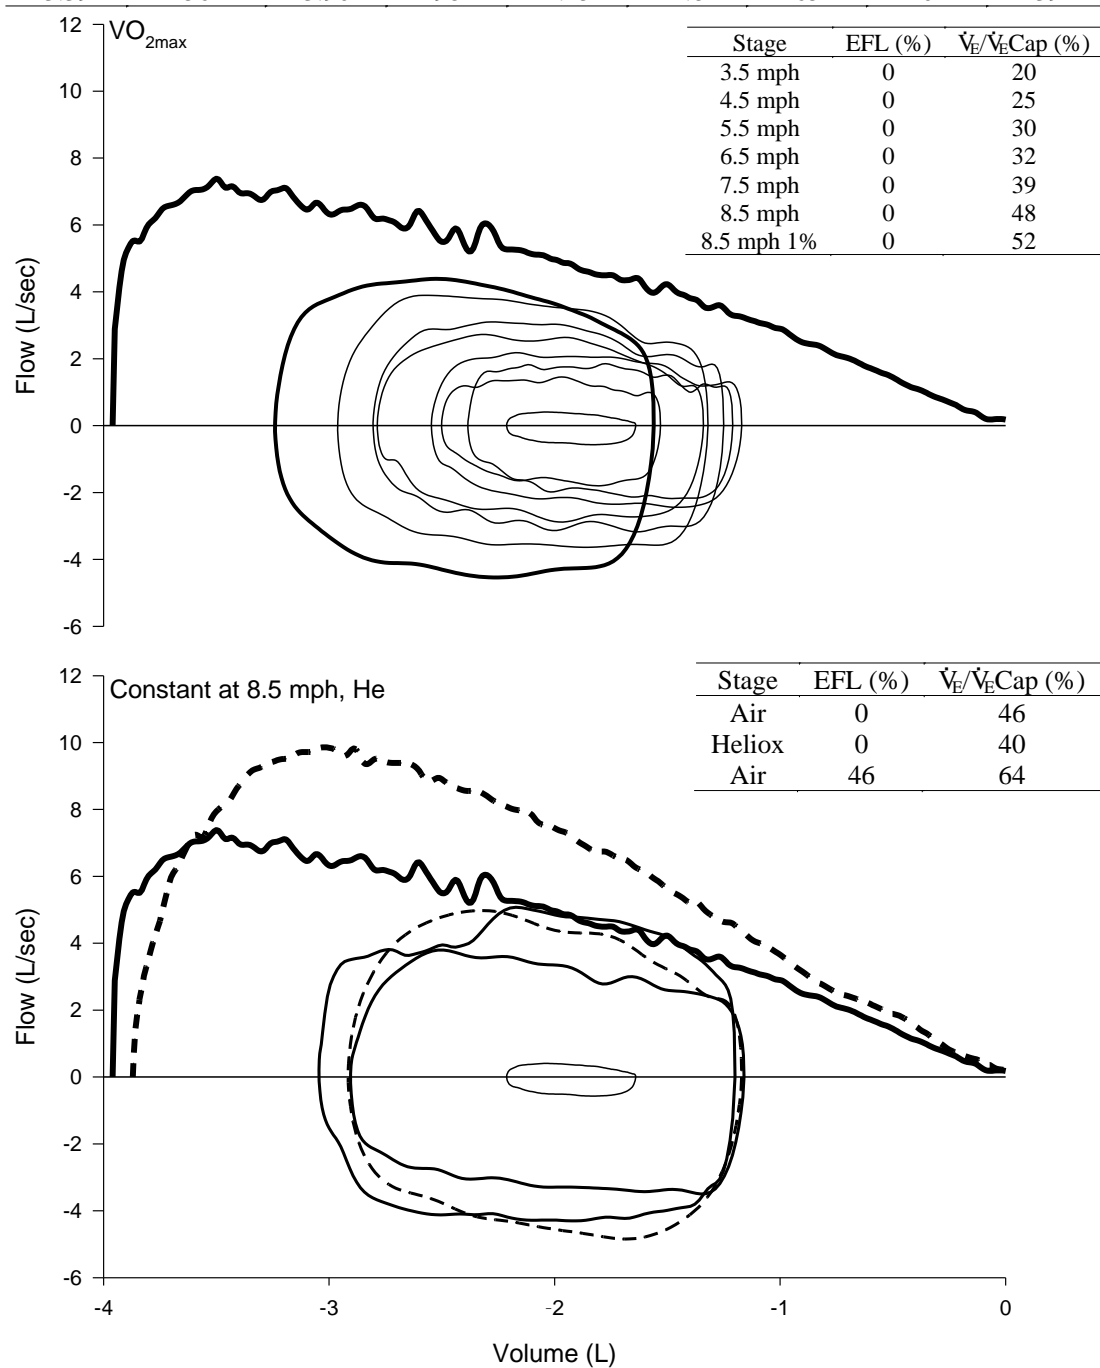 VO2max
Stage EFL (%) V̇E/V̇ECap (%)
3.5 mph 0 20
4.5 mph 0 25
5.5 mph 0 30
6.5 mph 0 32
7.5 mph 0 39
8.5 mph 0 48
8.5 mph 1% 0 52
12
10
8
6
4
2
0
-2
-4
-6
Flow (L/sec)
Constant at 8.5 mph, He
Stage EFL (%) V̇E/V̇ECap (%)
Air 0 46
Heliox 0 40
Air 46 64
12
10
8
6
4
2
0
-2
-4
-6
Flow (L/sec)
-4 -3 -2 -1 0
Volume (L)